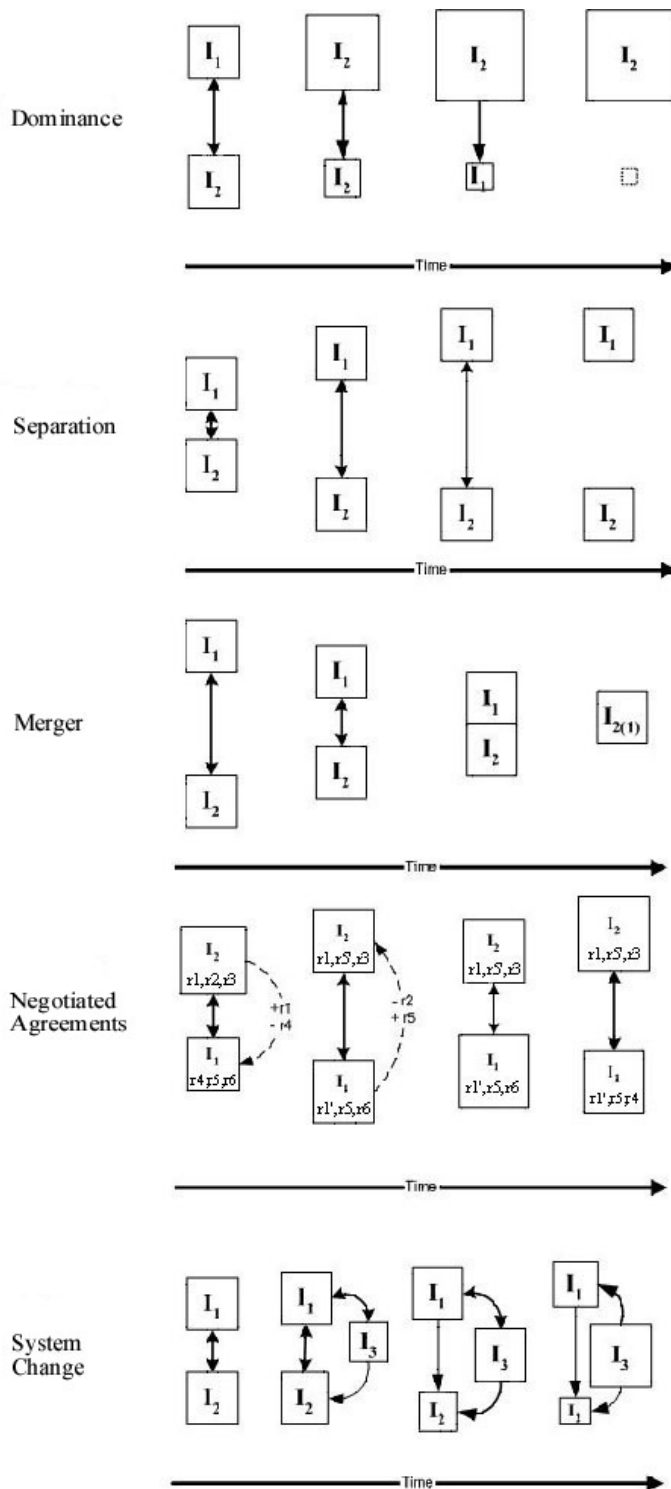 I1 I2 I2 I2
Dominance
I2 I2 I1
Time
I1 I1 I1 I1
Separation
I2 I2 I2 I2
Time
I1 I1 I1 I2(1)
Merger
I2 I2 I2
Time
I2 I2 I2 I2
r1,r2,r3 r1,r5',r3 r1,r5',r3 r1,r5',r3
Negotiated
Agreements
+r1
- r4
- r2
+ r5
I1 I1 I1 I1
r4,r5,r6 r1',r5,r6 r1',r5,r6 r1',r5,r4
Time
I1 I1 I1 I1
System
Change
I3 I3 I3
I2 I2 I2
Time